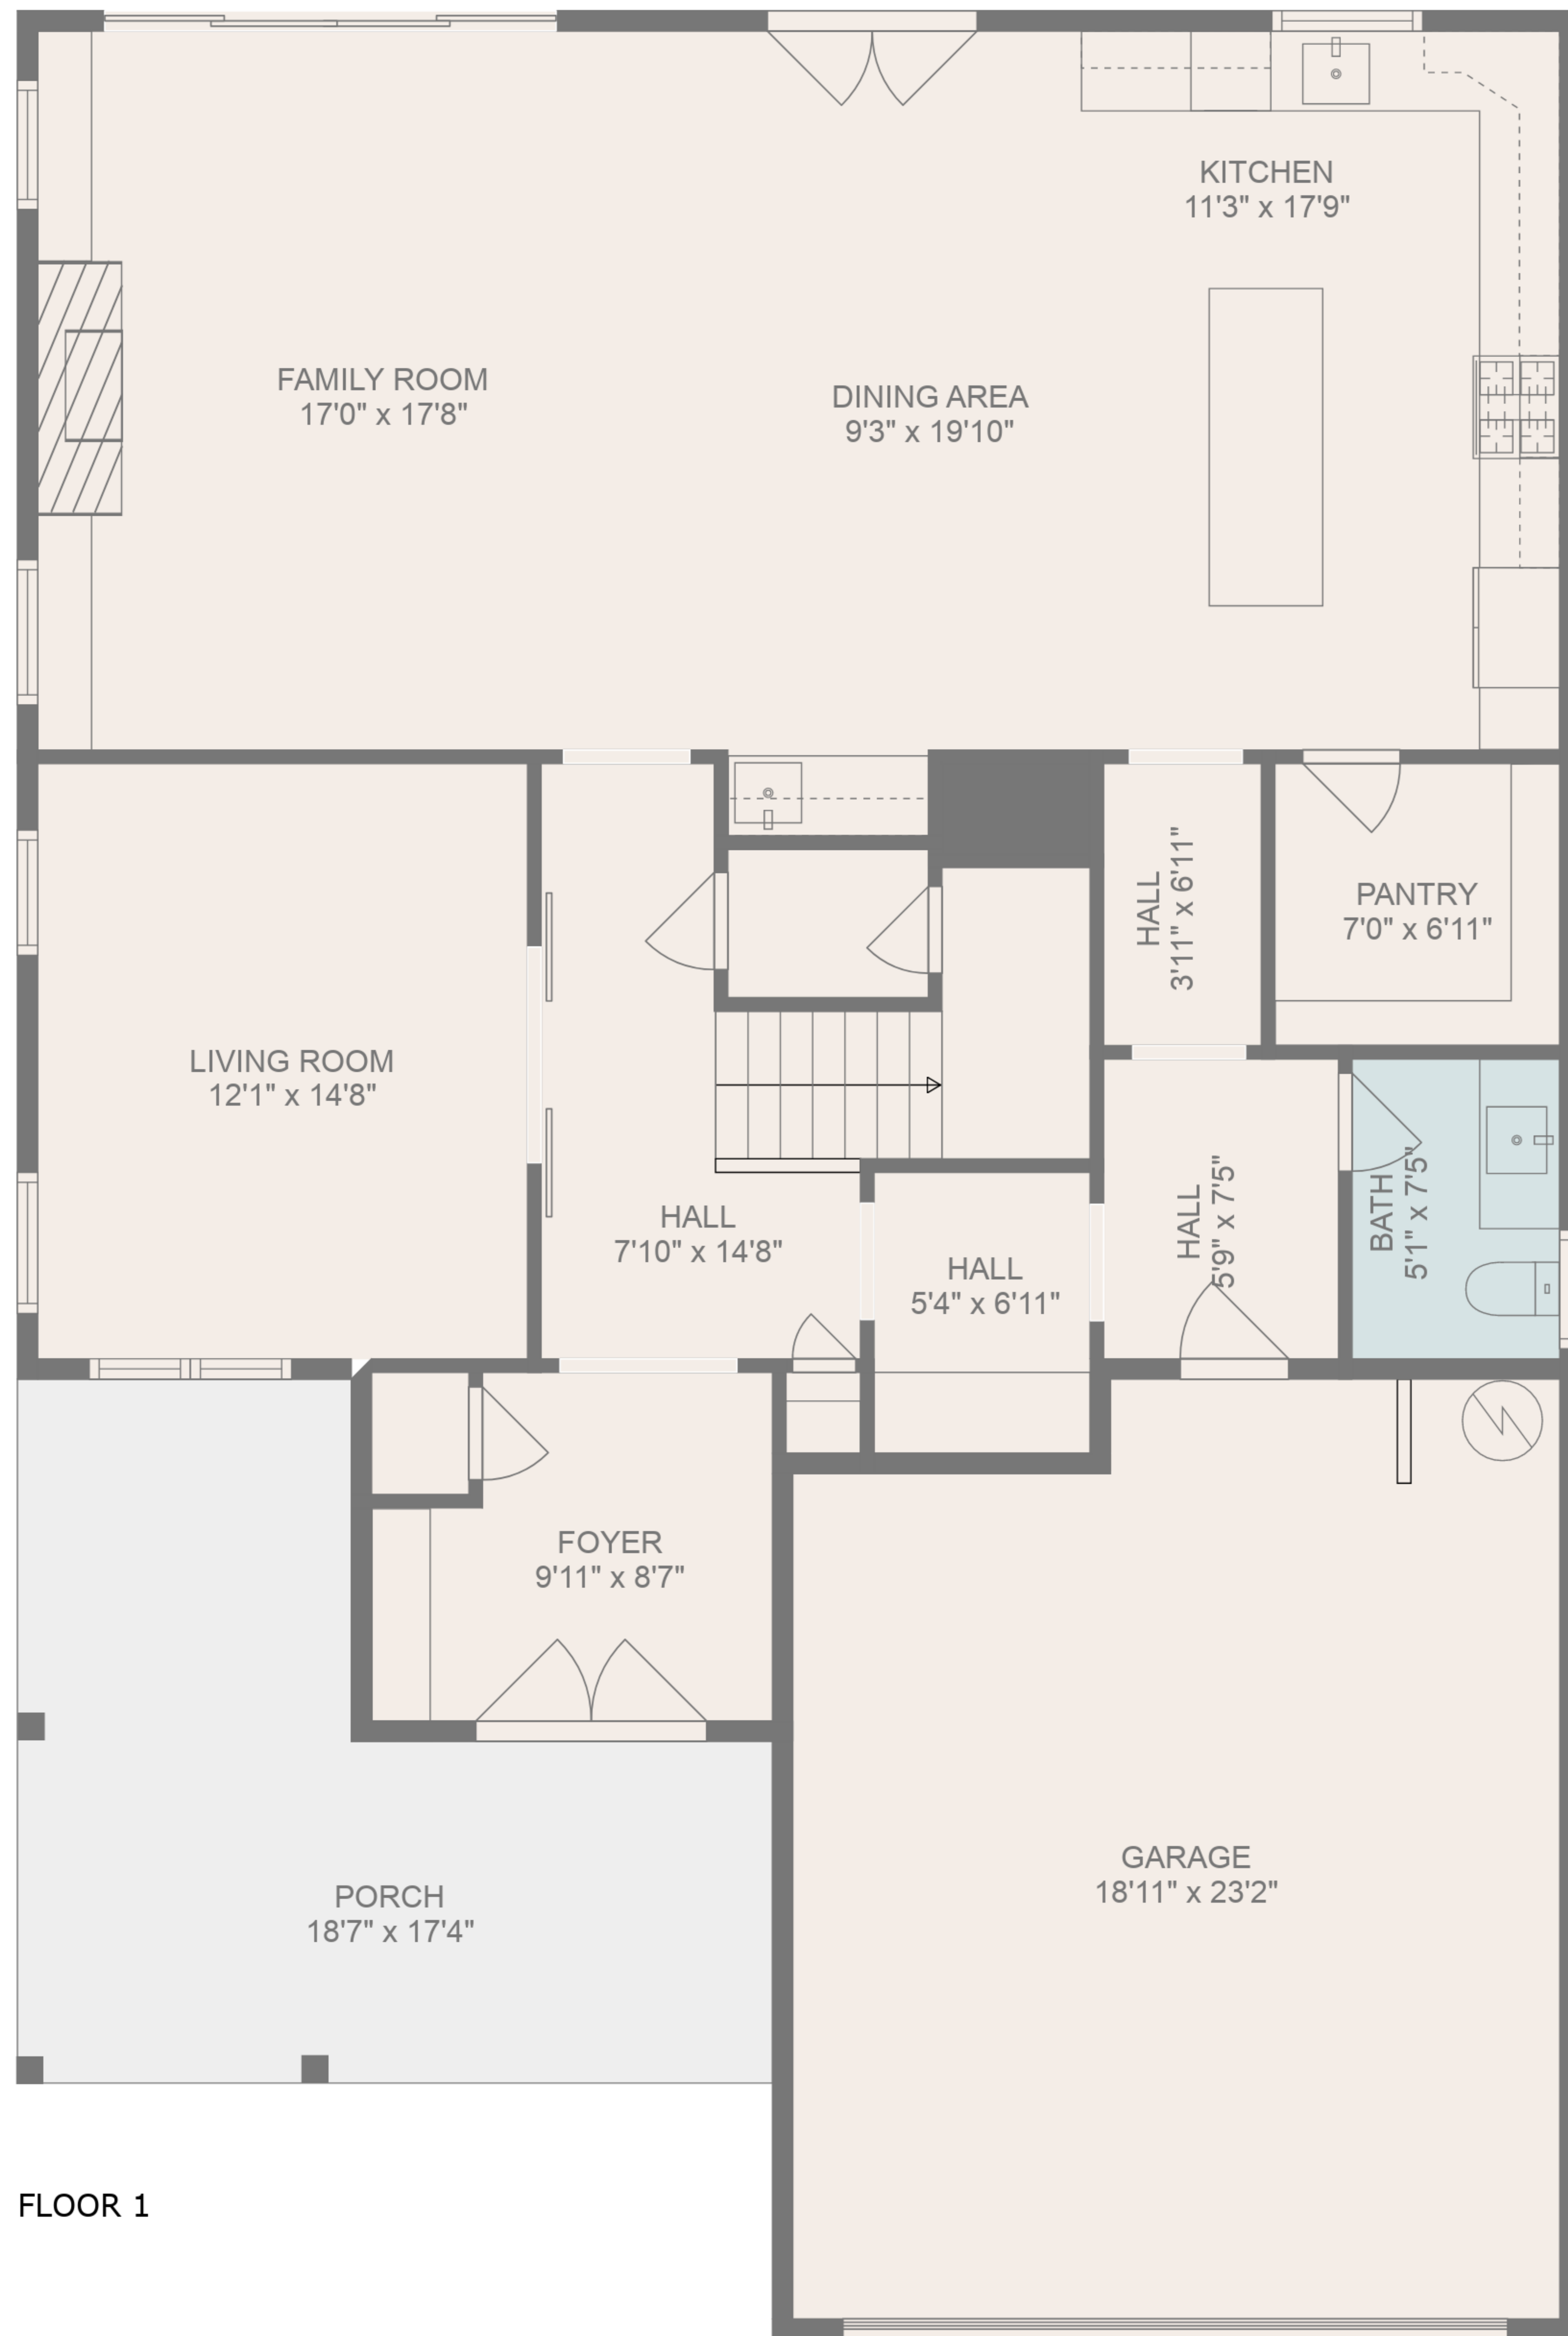 KITCHEN
11'3" x 17'9"
FAMILY ROOM
17'0" x 17'8"
DINING AREA
9'3" x 19'10"
HALL
3'11" x 6'11"
PANTRY
7'0" x 6'11"
LIVING ROOM
12'1" x 14'8"
HALL
7'10" x 14'8"
HALL
5'4" x 6'11"
HALL
5'9" x 7'5"
BATH
5'1" x 7'5"
FOYER
9'11" x 8'7"
GARAGE
18'11" x 23'2"
PORCH
18'7" x 17'4"
FLOOR 1